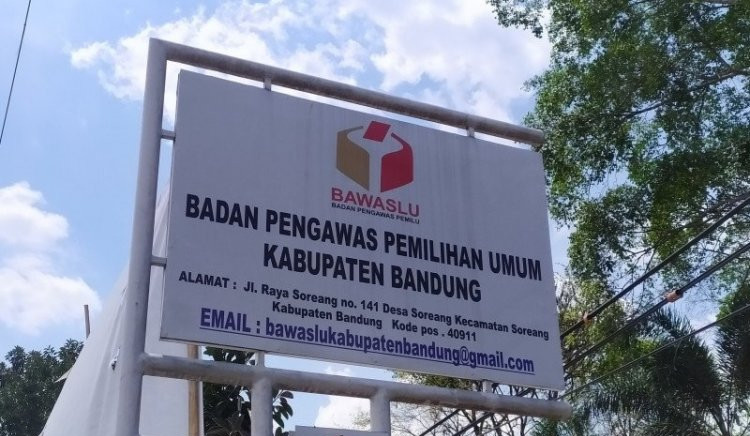 BAWASLU
BADAN PENGAWAS PEMILU
BADAN PENGAWAS PEMILIHAN UMUM
KABUPATEN BANDUNG
ALAMAT : Jl. Raya Soreang no. 141 Desa Soreang Kecamatan Soreang
Kabupaten Bandung Kode pos . 40911
EMAIL : bawaslukabupatenbandung@gmail.com